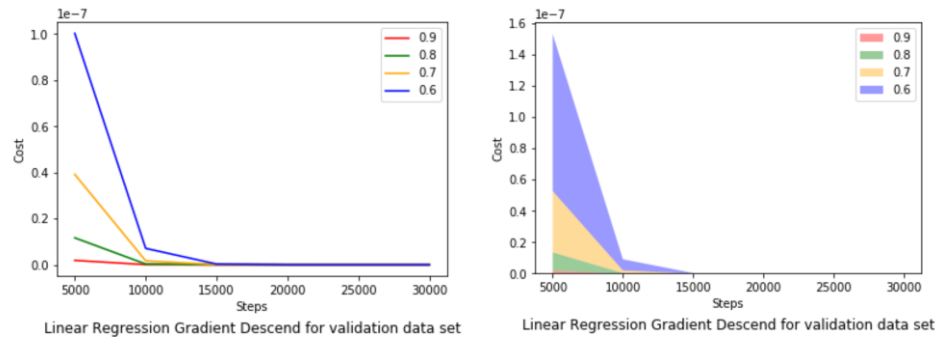 1e−7
1.0
0.8
0.6
0.4
0.2
0.0
Cost
5000 10000 15000 20000 25000 30000
Steps
0.9
0.8
0.7
0.6
Linear Regression Gradient Descend for validation data set
1e−7
1.6
1.4
1.2
1.0
0.8
0.6
0.4
0.2
0.0
Cost
5000 10000 15000 20000 25000 30000
Steps
0.9
0.8
0.7
0.6
Linear Regression Gradient Descend for validation data set